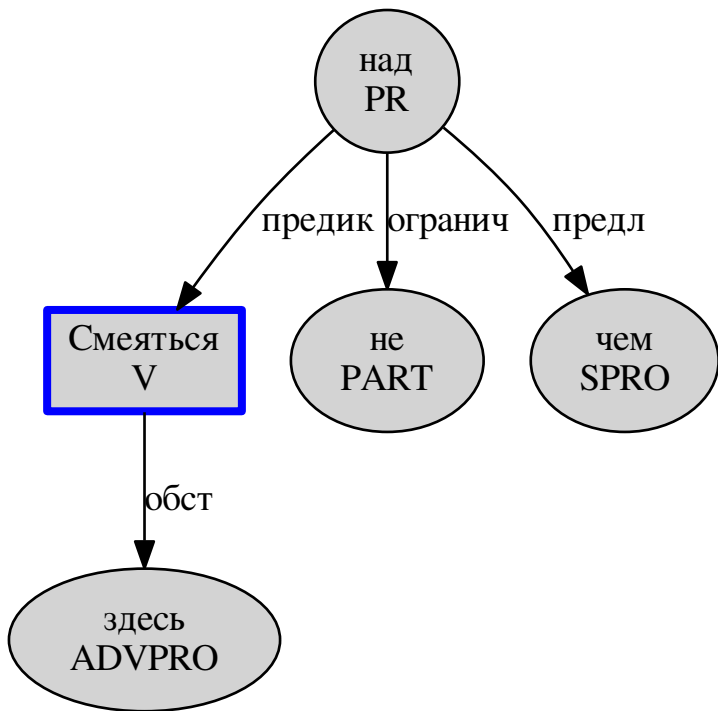 над
PR
предик
огранич
предл
Смеяться
V
не
PART
чем
SPRO
обст
здесь
ADVPRO